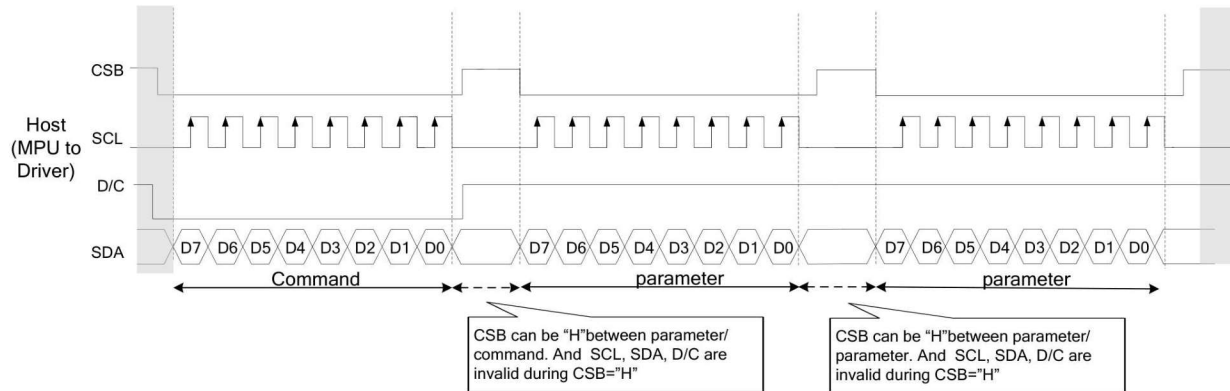 CSB
Host
(MPU to
Driver)
SCL
D/C
SDA
D7 D6 D5 D4 D3 D2 D1 D0
D7 D6 D5 D4 D3 D2 D1 D0
D7 D6 D5 D4 D3 D2 D1 D0
Command
parameter
parameter
CSB can be “H”between parameter/
command. And SCL, SDA, D/C are
invalid during CSB=”H”
CSB can be “H”between parameter/
parameter. And SCL, SDA, D/C are
invalid during CSB=”H”